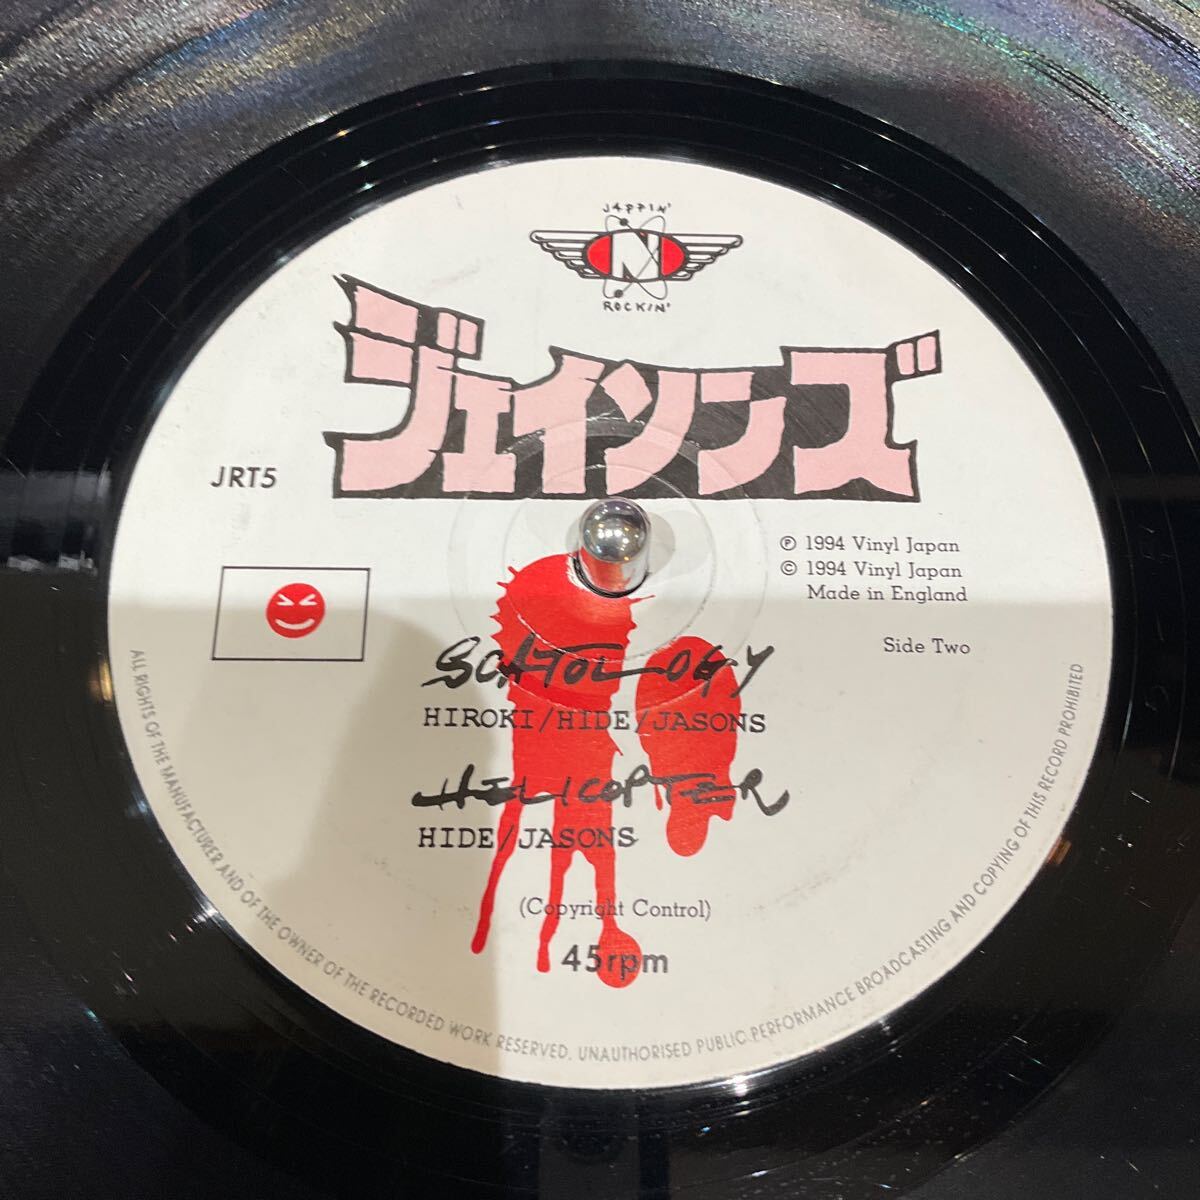 JAPPIN'
N
ROCKIN'
ジェイソンズ
JRT5
℗ 1994 Vinyl Japan
© 1994 Vinyl Japan
Made in England
Side Two
SCATOLOGY
HIROKI/HIDE/JASONS
HELICOPTER
HIDE/JASONS
(Copyright Control)
45rpm
ALL RIGHTS OF THE MANUFACTURER AND OF THE OWNER OF THE RECORDED WORK RESERVED. UNAUTHORISED PUBLIC PERFORMANCE BROADCASTING AND COPYING OF THIS RECORD PROHIBITED